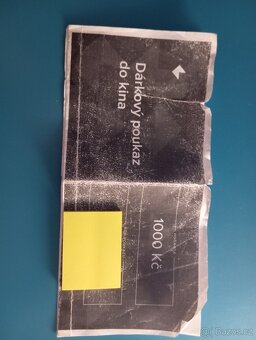 Dárkový poukaz
do kina
1000 Kč